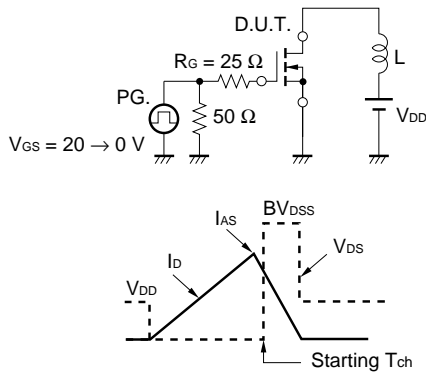 D.U.T.
RG = 25 Ω
L
PG.
50 Ω
VDD
VGS = 20 → 0 V
BVDSS
IAS
ID
VDS
VDD
Starting Tch